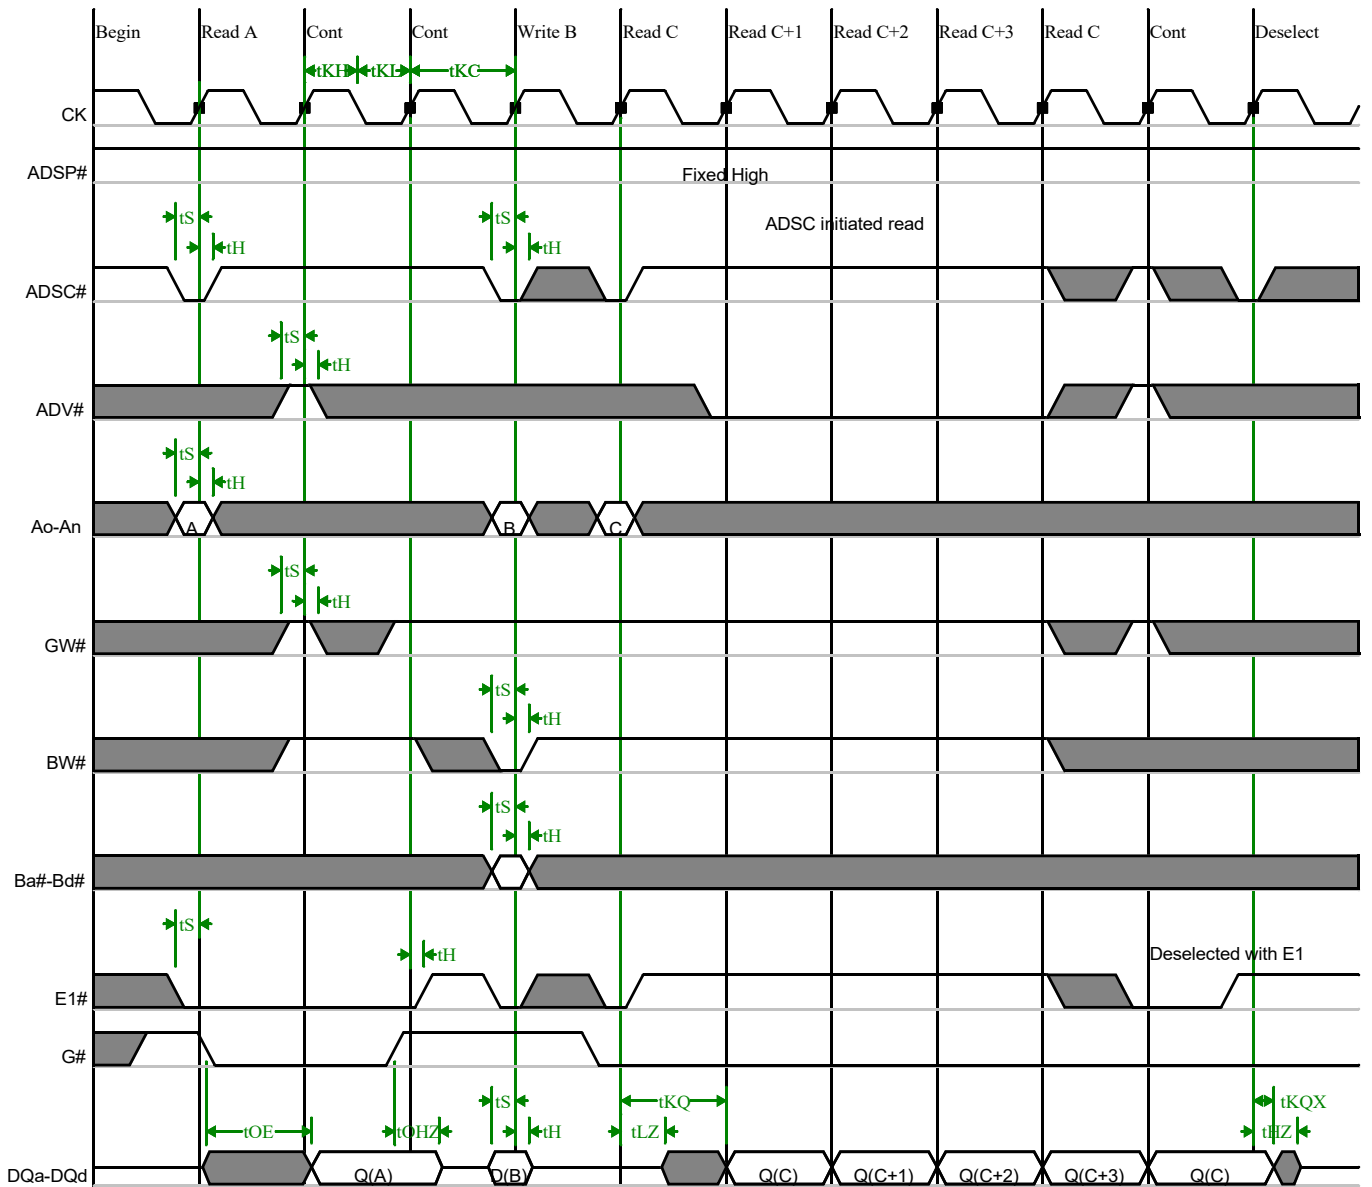 Begin Read A Cont Cont Write B Read C Read C+1 Read C+2 Read C+3 Read C Cont Deselect
tKH tKL tKC
CK
ADSP# Fixed High
tS tS ADSC initiated read
tH tH
ADSC#
tS
tH
ADV#
tS
tH
Ao-An A B C
tS
tH
GW#
tS
tH
BW#
tS
tH
Ba#-Bd#
tS
tH Deselected with E1
E1#
G#
tS tKQ tKQX
tOE tOHZ tH tLZ tHZ
DQa-DQd Q(A) D(B) Q(C) Q(C+1) Q(C+2) Q(C+3) Q(C)